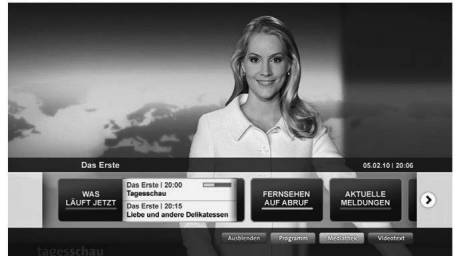 Das Erste
05.02.10 | 20:06
WAS
LÄUFT JETZT
Das Erste | 20:00
Tagesschau
Das Erste | 20:15
Liebe und andere Delikatessen
FERNSEHEN
AUF ABRUF
AKTUELLE
MELDUNGEN
Ausblenden Programm Mediathek Videotext
tagesschau